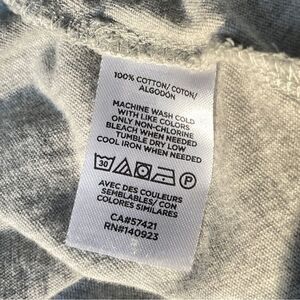 100% COTTON/ COTON/
ALGODÓN
MACHINE WASH COLD
WITH LIKE COLORS
ONLY NON-CHLORINE
BLEACH WHEN NEEDED
TUMBLE DRY LOW
COOL IRON WHEN NEEDED
30 P
AVEC DES COULEURS
SEMBLABLES/ CON
COLORES SIMILARES
CA#57421
RN#140923